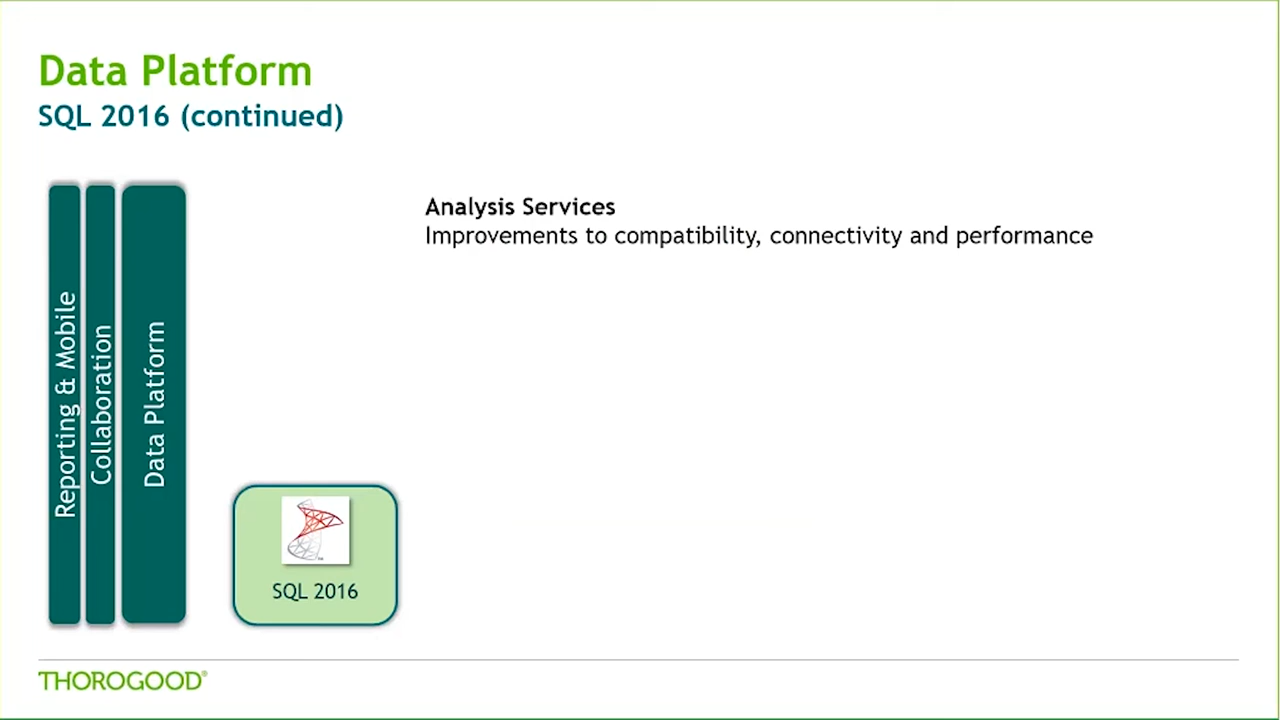 Data Platform
SQL 2016 (continued)
Reporting & Mobile
Collaboration
Data Platform
Analysis Services
Improvements to compatibility, connectivity and performance
SQL 2016
THOROGOOD®